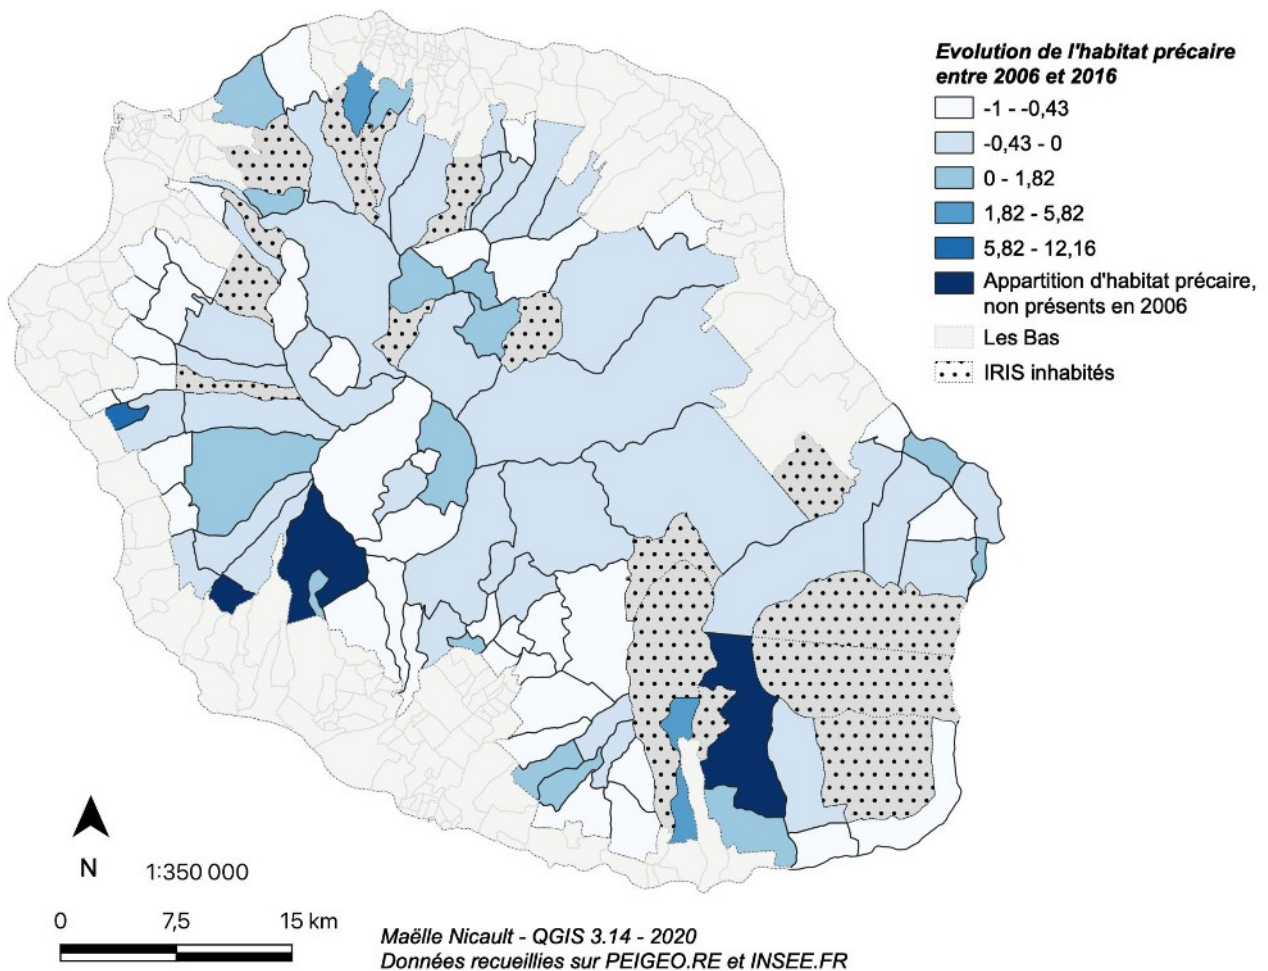 Evolution de l'habitat précaire
entre 2006 et 2016
-1 - -0,43
-0,43 - 0
0 - 1,82
1,82 - 5,82
5,82 - 12,16
Appartition d'habitat précaire,
non présents en 2006
Les Bas
IRIS inhabités
N
1:350 000
0 7,5 15 km
Maëlle Nicault - QGIS 3.14 - 2020
Données recueillies sur PEIGEO.RE et INSEE.FR